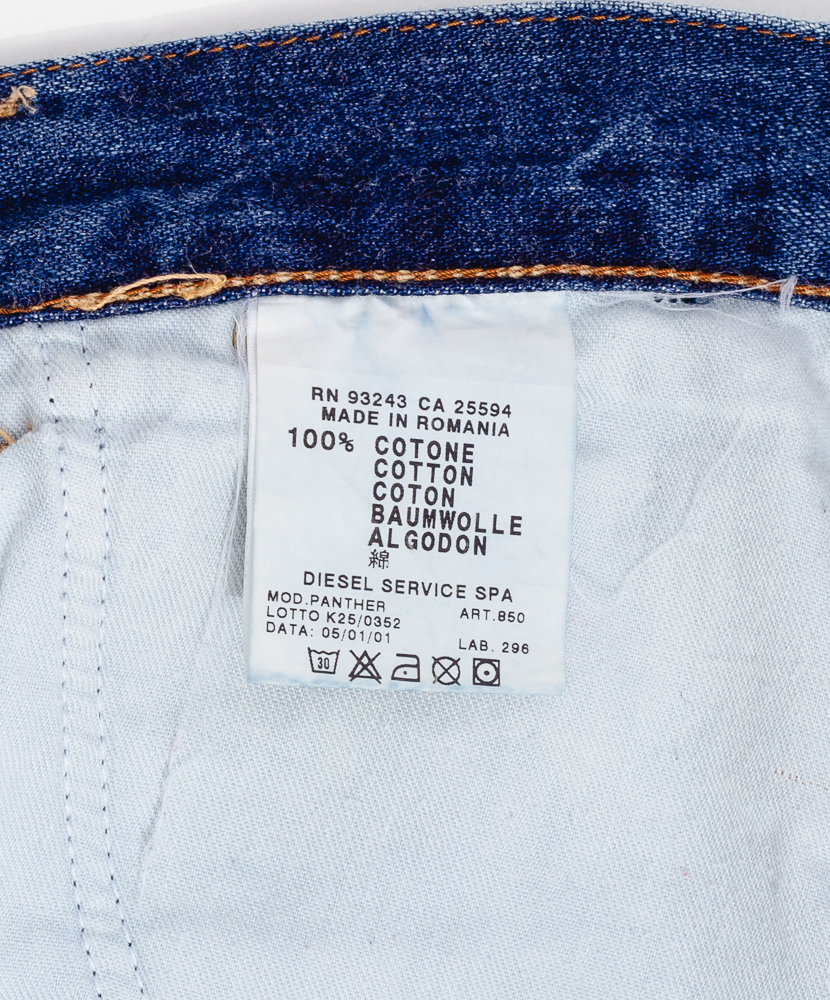 RN 93243 CA 25594
MADE IN ROMANIA
100% COTONE
COTTON
COTON
BAUMWOLLE
ALGODON
綿
DIESEL SERVICE SPA
MOD.PANTHER ART.850
LOTTO K25/0352
DATA: 05/01/01 LAB. 296
30